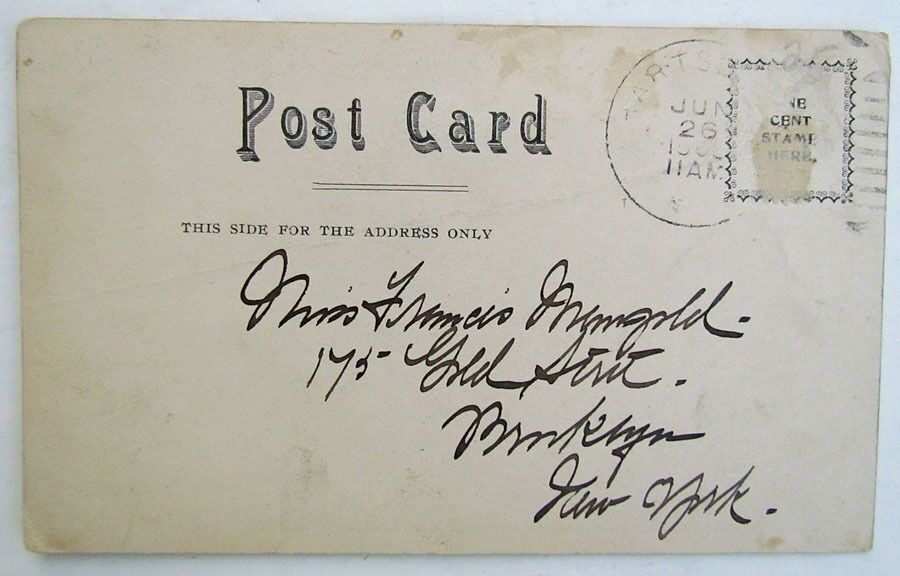 Post Card
THIS SIDE FOR THE ADDRESS ONLY
JUN
26
11AM
NE
CENT
STAMP
HERE.
Miss Francis Mangold.
175 Gold Street.
Brooklyn
New York.